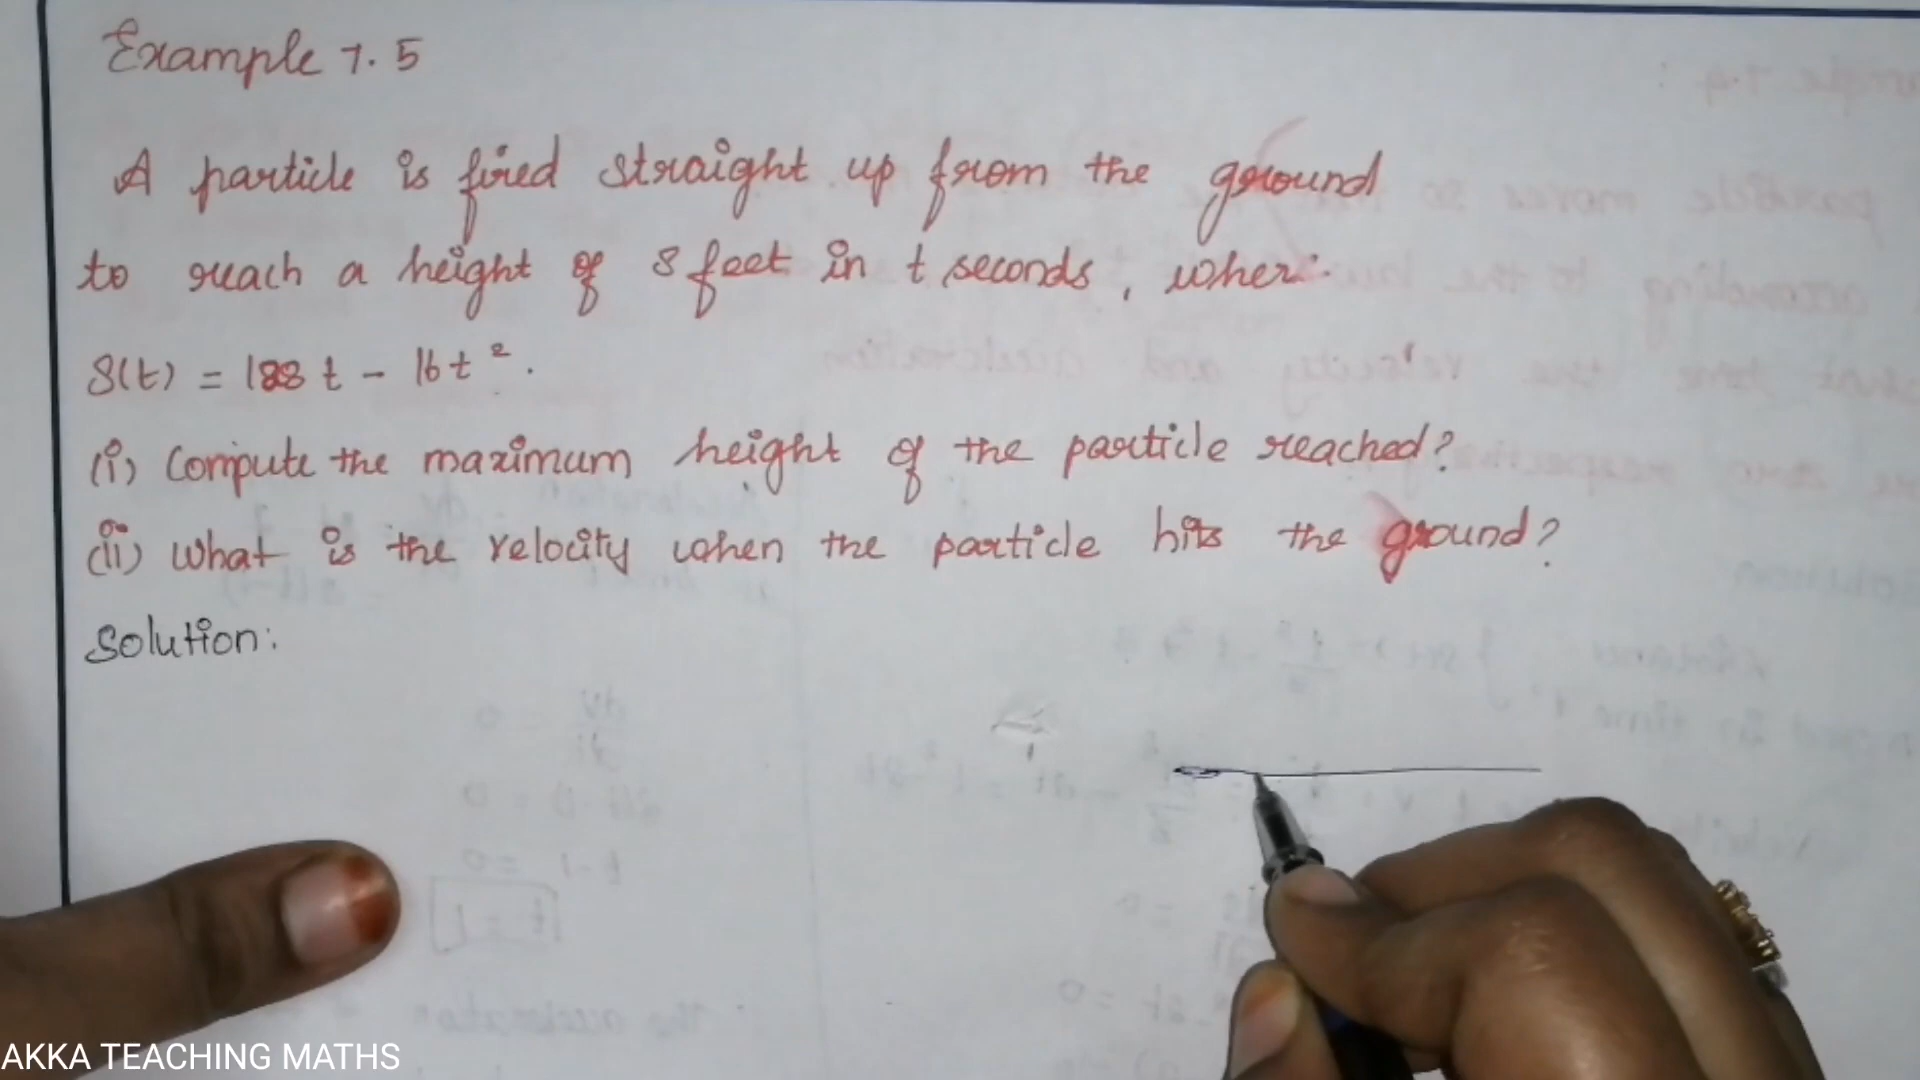 Example 7.5
A particle is fired straight up from the ground
to reach a height of s feet in t seconds, where
S(t) = 128 t - 16t².
(i) Compute the maximum height of the particle reached?
(ii) What is the velocity when the particle hits the ground?
Solution:
AKKA TEACHING MATHS